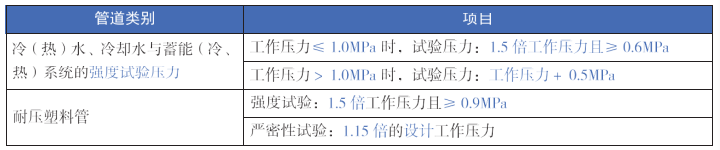 管道类别 项目
冷（热）水、冷却水与蓄能（冷、
热）系统的强度试验压力
工作压力≤ 1.0MPa 时，试验压力：1.5 倍工作压力且≥ 0.6MPa
工作压力> 1.0MPa 时，试验压力：工作压力 + 0.5MPa
耐压塑料管
强度试验：1.5 倍工作压力且≥ 0.9MPa
严密性试验：1.15 倍的设计工作压力